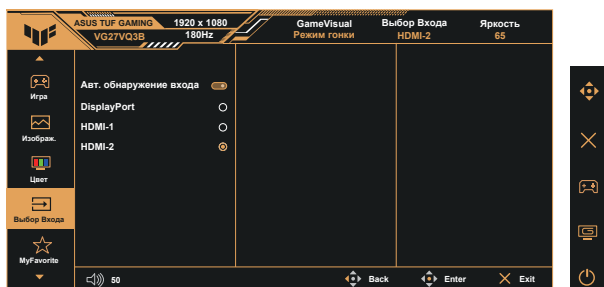 ASUS TUF GAMING 1920 x 1080 GameVisual Выбор Входа Яркость
VG27VQ3B 180Hz Режим гонки HDMI-2 65
Игра
Изображ.
Цвет
Выбор Входа
MyFavorite
Авт. обнаружение входа
DisplayPort
HDMI-1
HDMI-2
50 Back Enter Exit